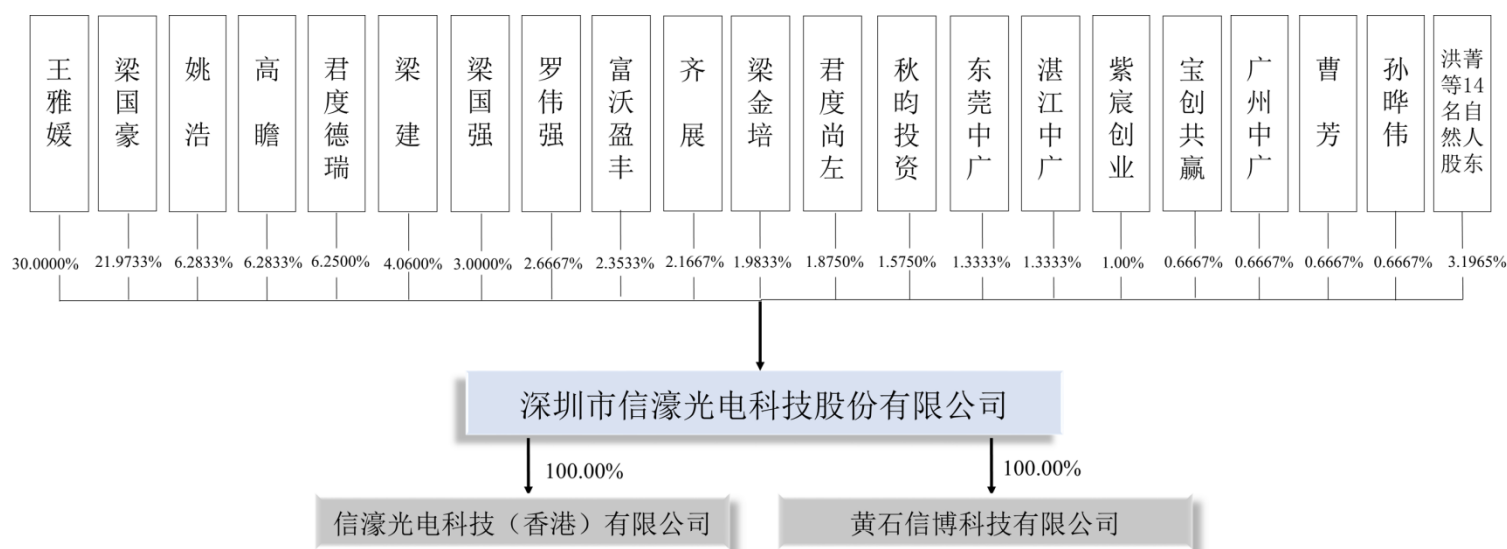 王雅媛
梁国豪
姚浩
高瞻
君度德瑞
梁建
梁国强
罗伟强
富沃盈丰
齐展
梁金培
君度尚左
秋昀投资
东莞中广
湛江中广
紫宸创业
宝创共赢
广州中广
曹芳
孙晔伟
洪菁
等14
名自
然人
股东
30.0000%
21.9733%
6.2833%
6.2833%
6.2500%
4.0600%
3.0000%
2.6667%
2.3533%
2.1667%
1.9833%
1.8750%
1.5750%
1.3333%
1.3333%
1.00%
0.6667%
0.6667%
0.6667%
0.6667%
3.1965%
深圳市信濠光电科技股份有限公司
100.00%
100.00%
信濠光电科技（香港）有限公司
黄石信博科技有限公司